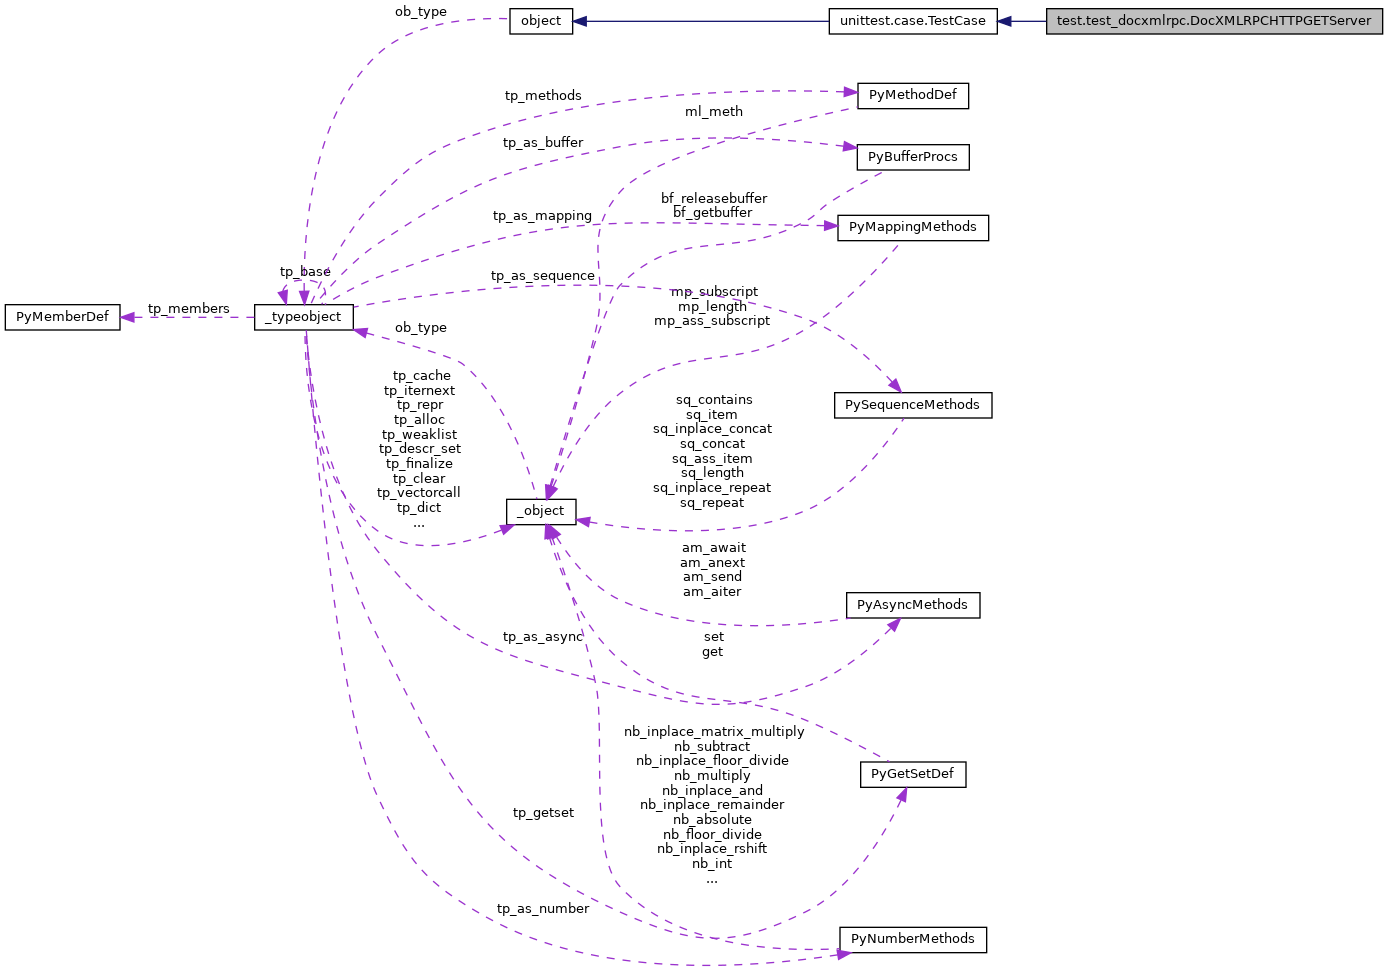 ob_type
object
unittest.case.TestCase
test.test_docxmlrpc.DocXMLRPCHTTPGETServer
tp_methods
PyMethodDef
ml_meth
tp_as_buffer
PyBufferProcs
bf_releasebuffer
bf_getbuffer
tp_as_mapping
PyMappingMethods
tp_base
tp_as_sequence
mp_subscript
mp_length
mp_ass_subscript
PyMemberDef
tp_members
_typeobject
ob_type
tp_cache
tp_iternext
tp_repr
tp_alloc
tp_weaklist
tp_descr_set
tp_finalize
tp_clear
tp_vectorcall
tp_dict
...
sq_contains
sq_item
sq_inplace_concat
sq_concat
sq_ass_item
sq_length
sq_inplace_repeat
sq_repeat
PySequenceMethods
_object
am_await
am_anext
am_send
am_aiter
PyAsyncMethods
tp_as_async
set
get
nb_inplace_matrix_multiply
nb_subtract
nb_inplace_floor_divide
nb_multiply
nb_inplace_and
nb_inplace_remainder
nb_absolute
nb_floor_divide
nb_inplace_rshift
nb_int
...
PyGetSetDef
tp_getset
tp_as_number
PyNumberMethods